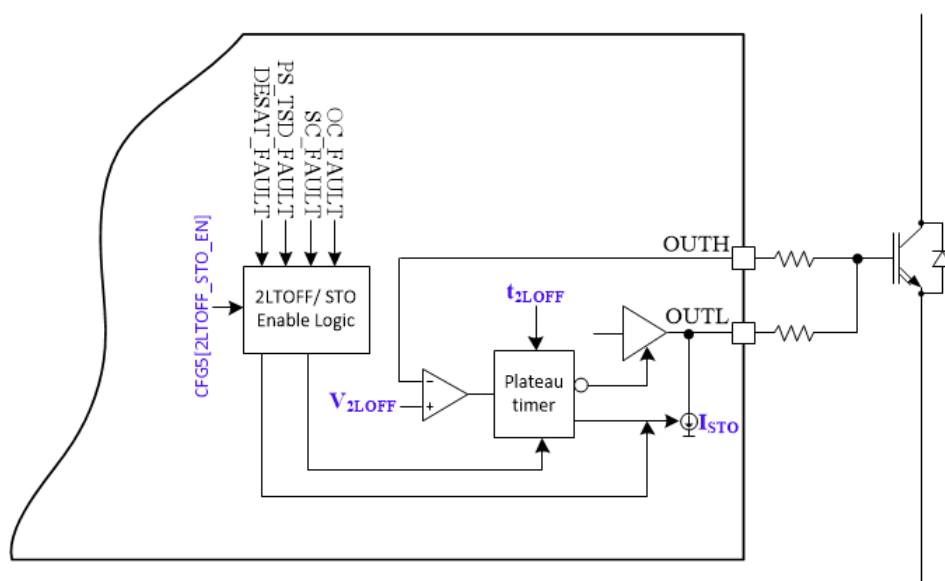 DESAT_FAULT
PS_TSD_FAULT
SC_FAULT
OC_FAULT
CFG5[2LTOFF_STO_EN]
2LTOFF/ STO
Enable Logic
OUTH
t2LOFF
OUTL
V2LOFF
−
+
Plateau
timer
ISTO